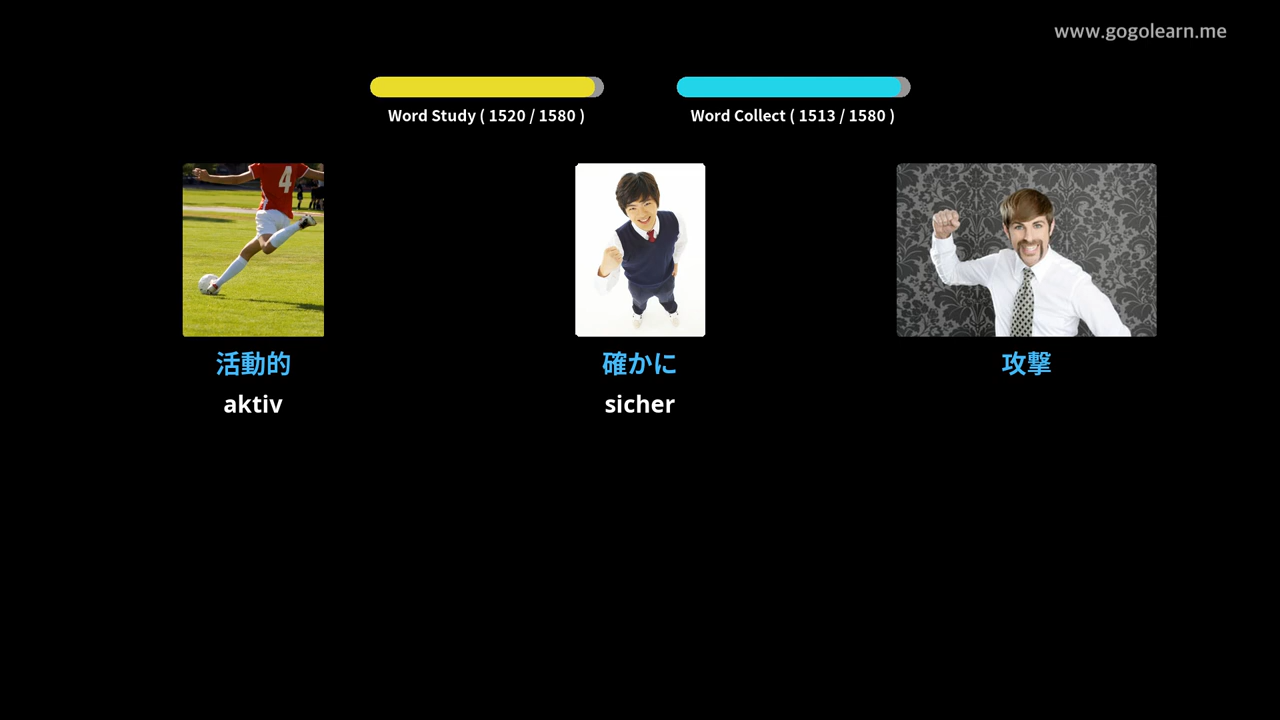 www.gogolearn.me
Word Study ( 1520 / 1580 )
Word Collect ( 1513 / 1580 )
4
活動的
確かに
攻撃
aktiv
sicher